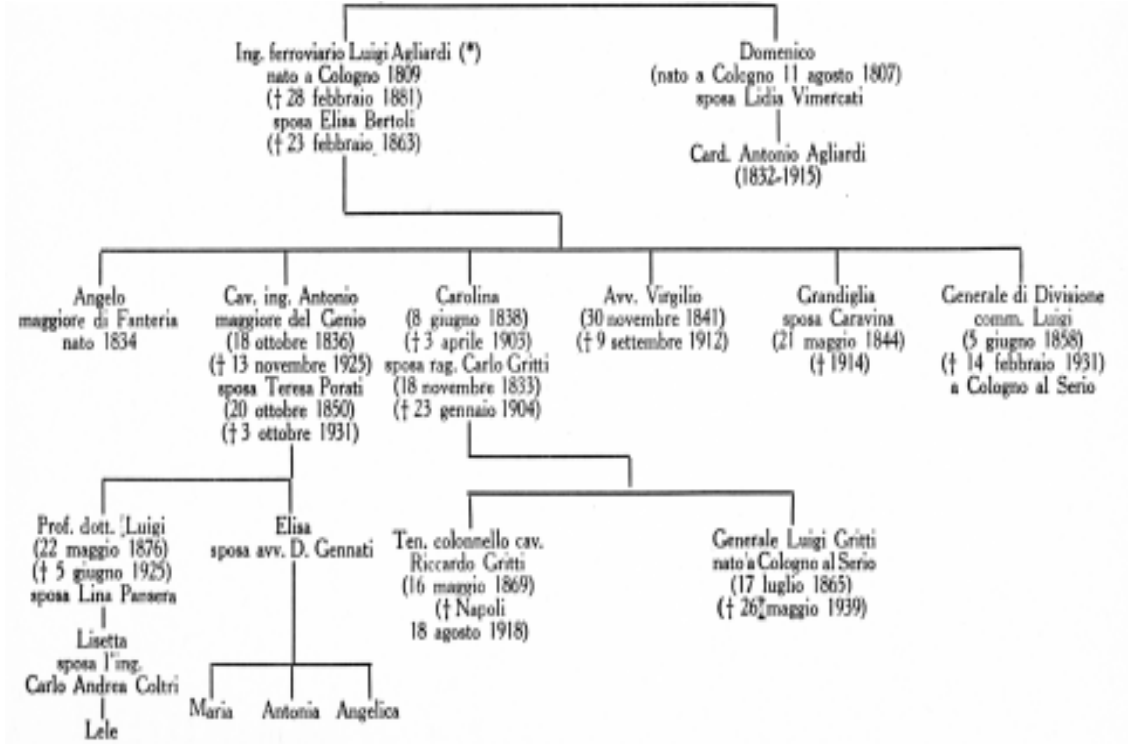 Ing. ferroviario Luigi Agliardi (*)
nato a Cologno 1809
(† 28 febbraio 1881)
sposa Elisa Bertoli
(† 23 febbraio 1863)
Domenico
(nato a Cologno 11 agosto 1807)
sposa Lidia Vimercati
Card. Antonio Agliardi
(1832-1915)
Angelo
maggiore di Fanteria
nato 1834
Cav. ing. Antonio
maggiore del Genio
(18 ottobre 1836)
(† 13 novembre 1925)
sposa Teresa Porati
(20 ottobre 1850)
(† 3 ottobre 1931)
Carolina
(8 giugno 1838)
(† 3 aprile 1903)
sposa rag. Carlo Gritti
(18 novembre 1833)
(† 23 gennaio 1904)
Avv. Virgilio
(30 novembre 1841)
(† 9 settembre 1912)
Grandiglia
sposa Caravina
(21 maggio 1844)
(† 1914)
Generale di Divisione
comm. Luigi
(5 giugno 1858)
(† 14 febbraio 1931)
a Cologno al Serio
Prof. dott. Luigi
(22 maggio 1876)
(† 5 giugno 1925)
sposa Lina Pansera
Elisa
sposa avv. D. Gennati
Ten. colonnello cav.
Riccardo Gritti
(16 maggio 1869)
(† Napoli
18 agosto 1918)
Generale Luigi Gritti
nato a Cologno al Serio
(17 luglio 1865)
(† 26 maggio 1939)
Lisetta
sposa l'ing.
Carlo Andrea Coltri
Lele
Maria
Antonia
Angelica